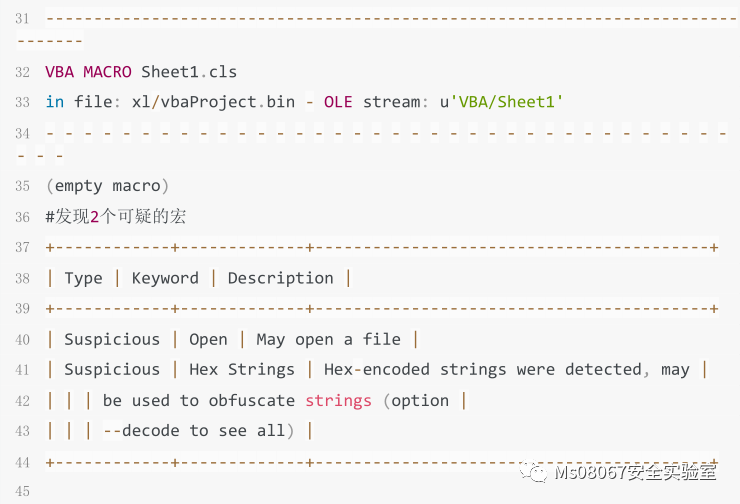 31 ------------------------------------------------------------------------
-------
32 VBA MACRO Sheet1.cls
33 in file: xl/vbaProject.bin - OLE stream: u'VBA/Sheet1'
34 - - - - - - - - - - - - - - - - - - - - - - - - - - - - - - - - - - - -
- - -
35 (empty macro)
36 #发现2个可疑的宏
37 +------------+------------+-----------------------------------------+
38 | Type | Keyword | Description |
39 +------------+------------+-----------------------------------------+
40 | Suspicious | Open | May open a file |
41 | Suspicious | Hex Strings | Hex-encoded strings were detected, may |
42 | | | be used to obfuscate strings (option |
43 | | | --decode to see all) |
44 +------------+------------+-----------------------------------------+
Ms08067安全实验室
45